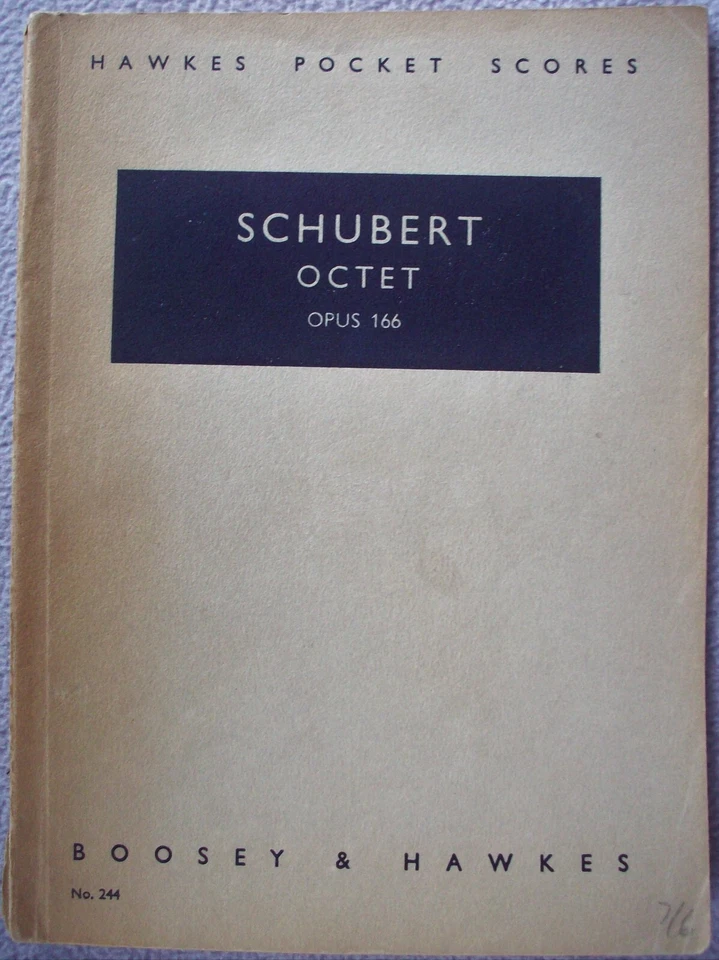 HAWKES POCKET SCORES
SCHUBERT
OCTET
OPUS 166
BOOSEY & HAWKES
No. 244
7/6